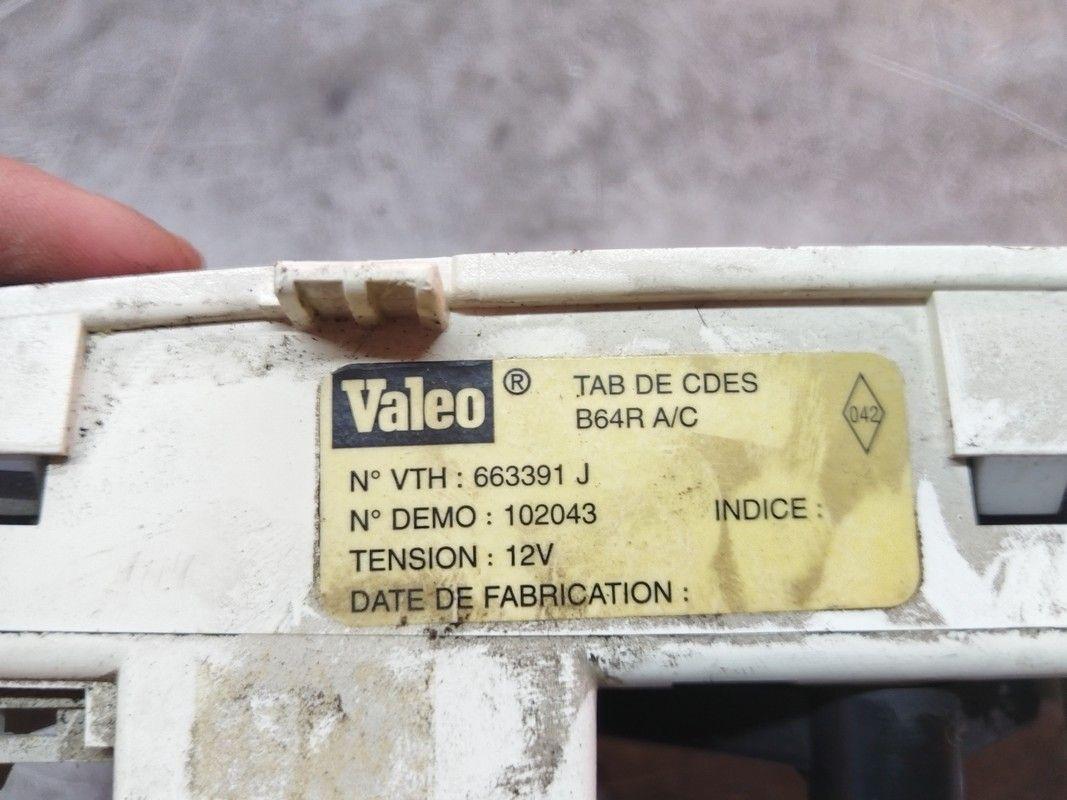 Valeo ® TAB DE CDES
B64R A/C
042
N° VTH : 663391 J
N° DEMO : 102043 INDICE :
TENSION : 12V
DATE DE FABRICATION :